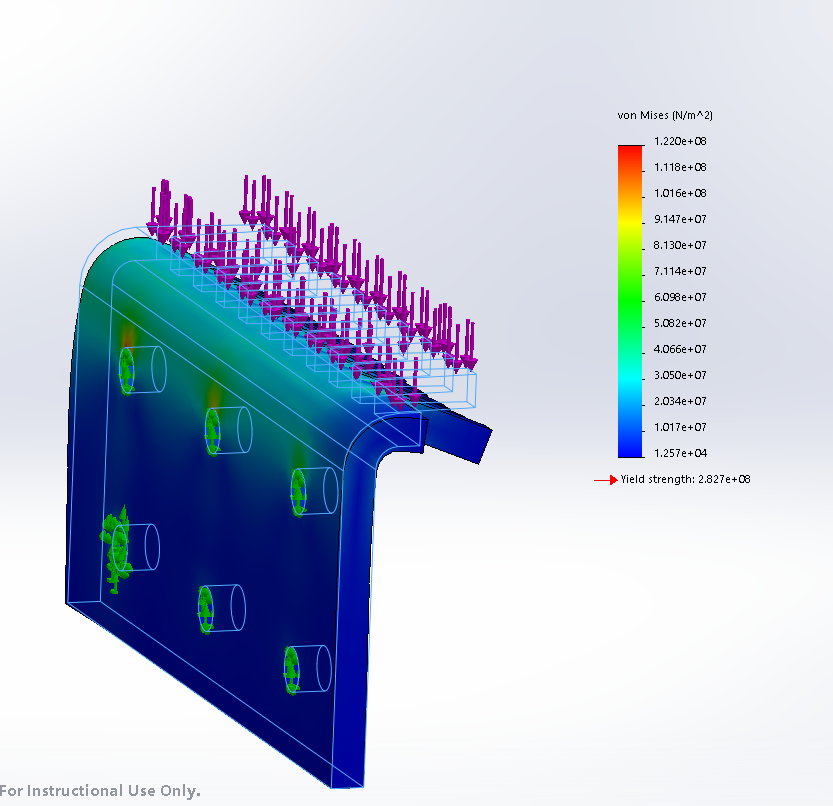 von Mises (N/m^2)
1.220e+08
1.118e+08
1.016e+08
9.147e+07
8.130e+07
7.114e+07
6.098e+07
5.082e+07
4.066e+07
3.050e+07
2.034e+07
1.017e+07
1.257e+04
Yield strength: 2.827e+08
For Instructional Use Only.